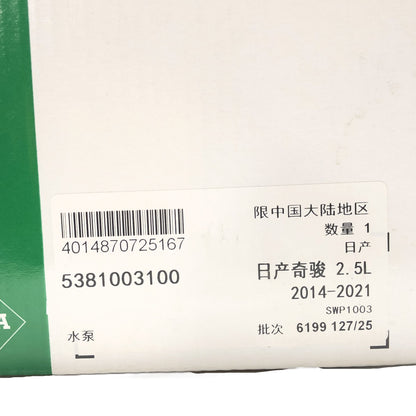 限中国大陆地区
数量 1
日产
4014870725167
5381003100
日产奇骏 2.5L
2014-2021
SWP1003
批次 6199 127/25
水泵
A